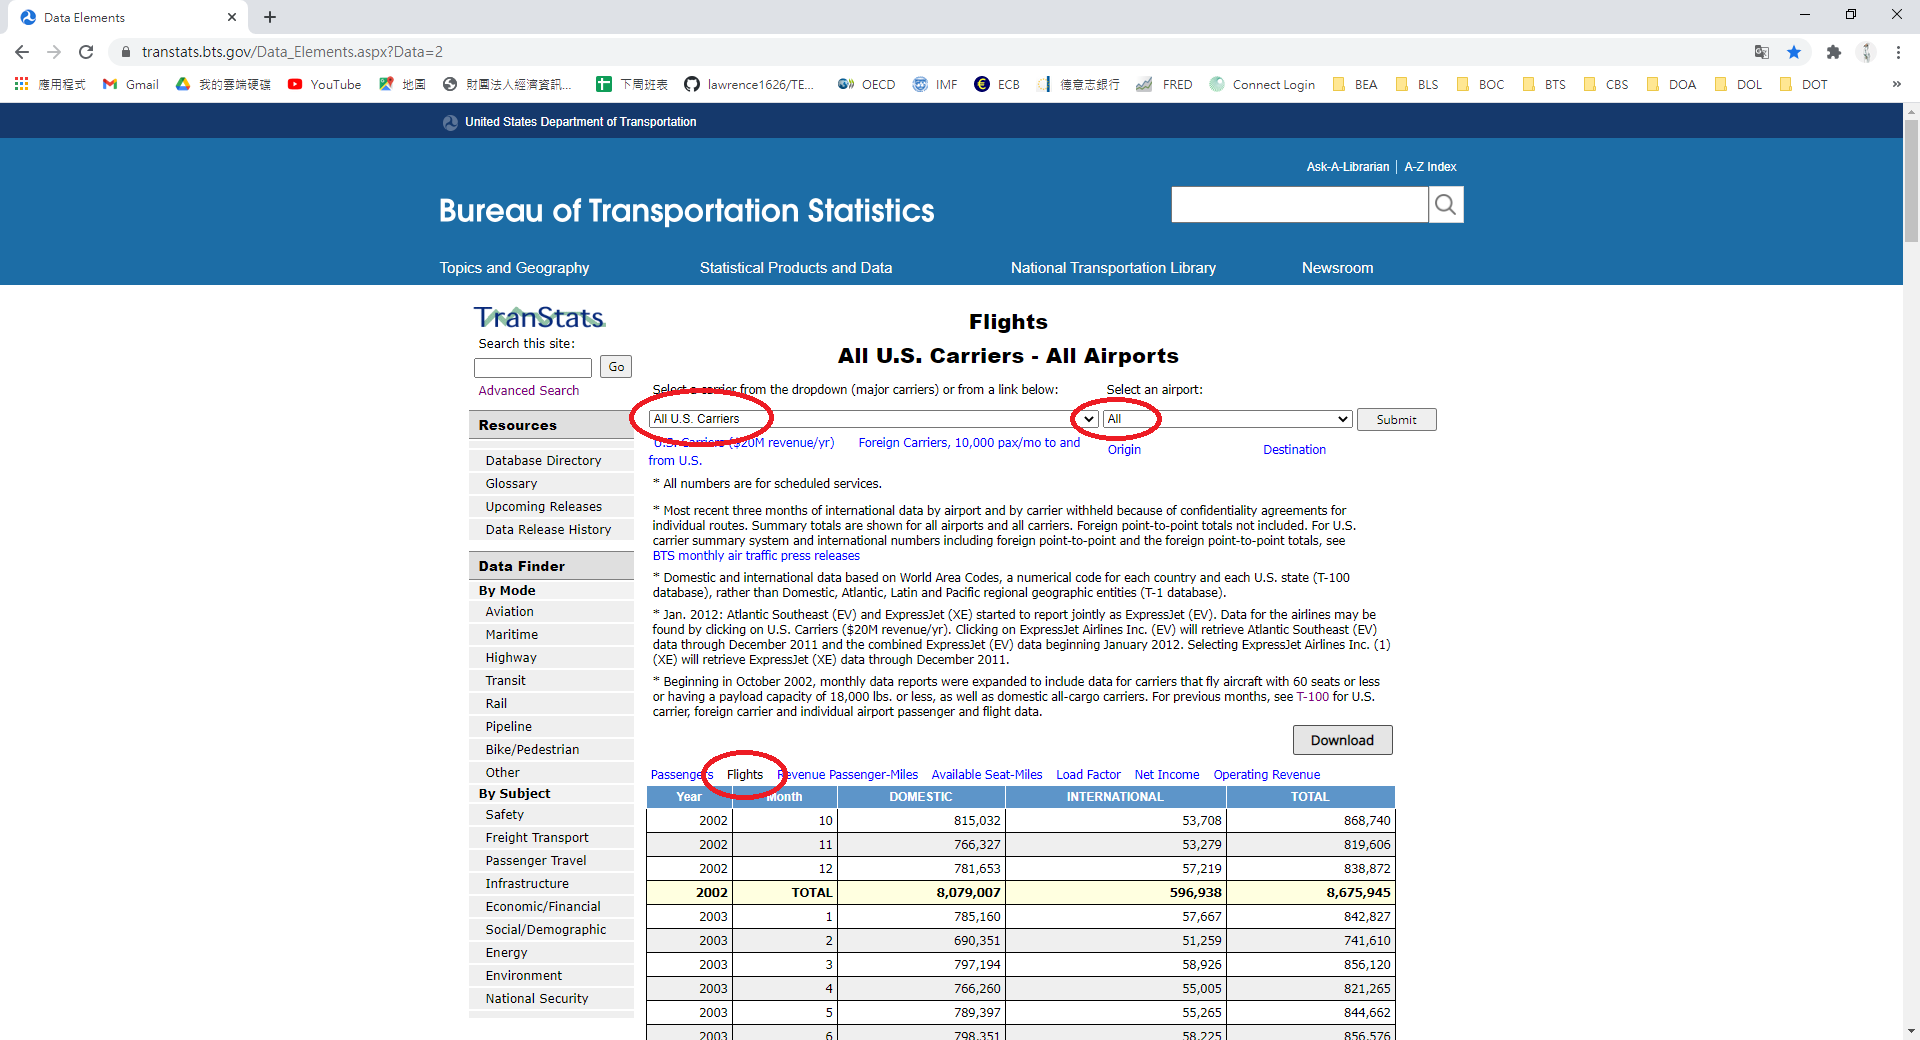 Data Elements
transtats.bts.gov/Data_Elements.aspx?Data=2
應用程式 Gmail 我的雲端硬碟 YouTube 地圖 財團法人經濟資訊... 下周班表 lawrence1626/TE... OECD IMF ECB 德意志銀行 FRED Connect Login BEA BLS BOC BTS CBS DOA DOL DOT »
United States Department of Transportation
Ask-A-Librarian | A-Z Index
Bureau of Transportation Statistics
Topics and Geography Statistical Products and Data National Transportation Library Newsroom
TranStats
Search this site:
Go
Advanced Search
Resources
Database Directory
Glossary
Upcoming Releases
Data Release History
Data Finder
By Mode
Aviation
Maritime
Highway
Transit
Rail
Pipeline
Bike/Pedestrian
Other
By Subject
Safety
Freight Transport
Passenger Travel
Infrastructure
Economic/Financial
Social/Demographic
Energy
Environment
National Security
Flights
All U.S. Carriers - All Airports
Select a carrier from the dropdown (major carriers) or from a link below: Select an airport:
All U.S. Carriers All Submit
U.S. Carriers ($20M revenue/yr) Foreign Carriers, 10,000 pax/mo to and
from U.S.
Origin Destination
* All numbers are for scheduled services.
* Most recent three months of international data by airport and by carrier withheld because of confidentiality agreements for
individual routes. Summary totals are shown for all airports and all carriers. Foreign point-to-point totals not included. For U.S.
carrier summary system and international numbers including foreign point-to-point and the foreign point-to-point totals, see
BTS monthly air traffic press releases
* Domestic and international data based on World Area Codes, a numerical code for each country and each U.S. state (T-100
database), rather than Domestic, Atlantic, Latin and Pacific regional geographic entities (T-1 database).
* Jan. 2012: Atlantic Southeast (EV) and ExpressJet (XE) started to report jointly as ExpressJet (EV). Data for the airlines may be
found by clicking on U.S. Carriers ($20M revenue/yr). Clicking on ExpressJet Airlines Inc. (EV) will retrieve Atlantic Southeast (EV)
data through December 2011 and the combined ExpressJet (EV) data beginning January 2012. Selecting ExpressJet Airlines Inc. (1)
(XE) will retrieve ExpressJet (XE) data through December 2011.
* Beginning in October 2002, monthly data reports were expanded to include data for carriers that fly aircraft with 60 seats or less
or having a payload capacity of 18,000 lbs. or less, as well as domestic all-cargo carriers. For previous months, see T-100 for U.S.
carrier, foreign carrier and individual airport passenger and flight data.
Download
Passengers Flights Revenue Passenger-Miles Available Seat-Miles Load Factor Net Income Operating Revenue
Year Month DOMESTIC INTERNATIONAL TOTAL
2002 10 815,032 53,708 868,740
2002 11 766,327 53,279 819,606
2002 12 781,653 57,219 838,872
2002 TOTAL 8,079,007 596,938 8,675,945
2003 1 785,160 57,667 842,827
2003 2 690,351 51,259 741,610
2003 3 797,194 58,926 856,120
2003 4 766,260 55,005 821,265
2003 5 789,397 55,265 844,662
2003 6 798,351 58,225 856,576